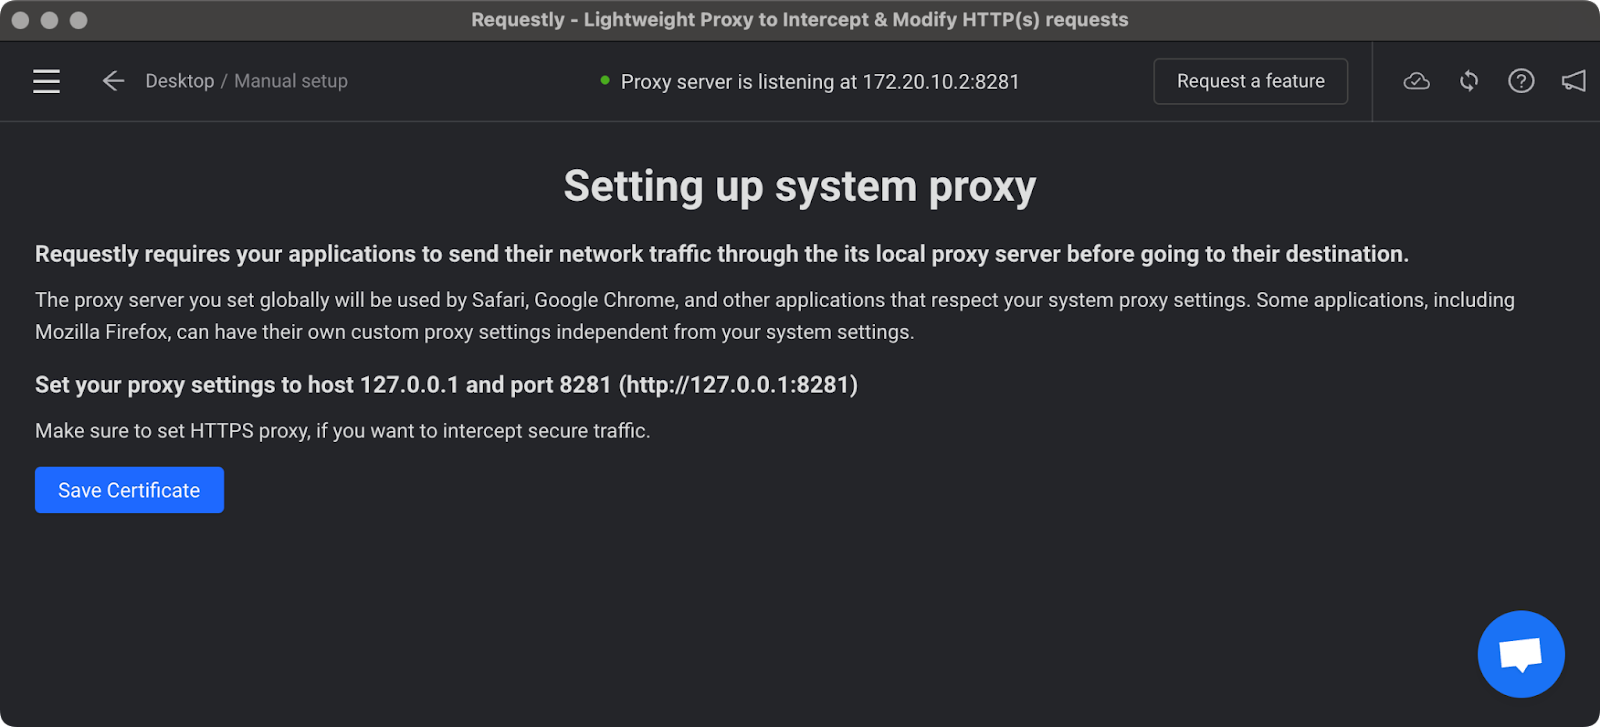 Requestly - Lightweight Proxy to Intercept & Modify HTTP(s) requests
Desktop / Manual setup
Proxy server is listening at 172.20.10.2:8281
Request a feature
Setting up system proxy
Requestly requires your applications to send their network traffic through the its local proxy server before going to their destination.
The proxy server you set globally will be used by Safari, Google Chrome, and other applications that respect your system proxy settings. Some applications, including
Mozilla Firefox, can have their own custom proxy settings independent from your system settings.
Set your proxy settings to host 127.0.0.1 and port 8281 (http://127.0.0.1:8281)
Make sure to set HTTPS proxy, if you want to intercept secure traffic.
Save Certificate